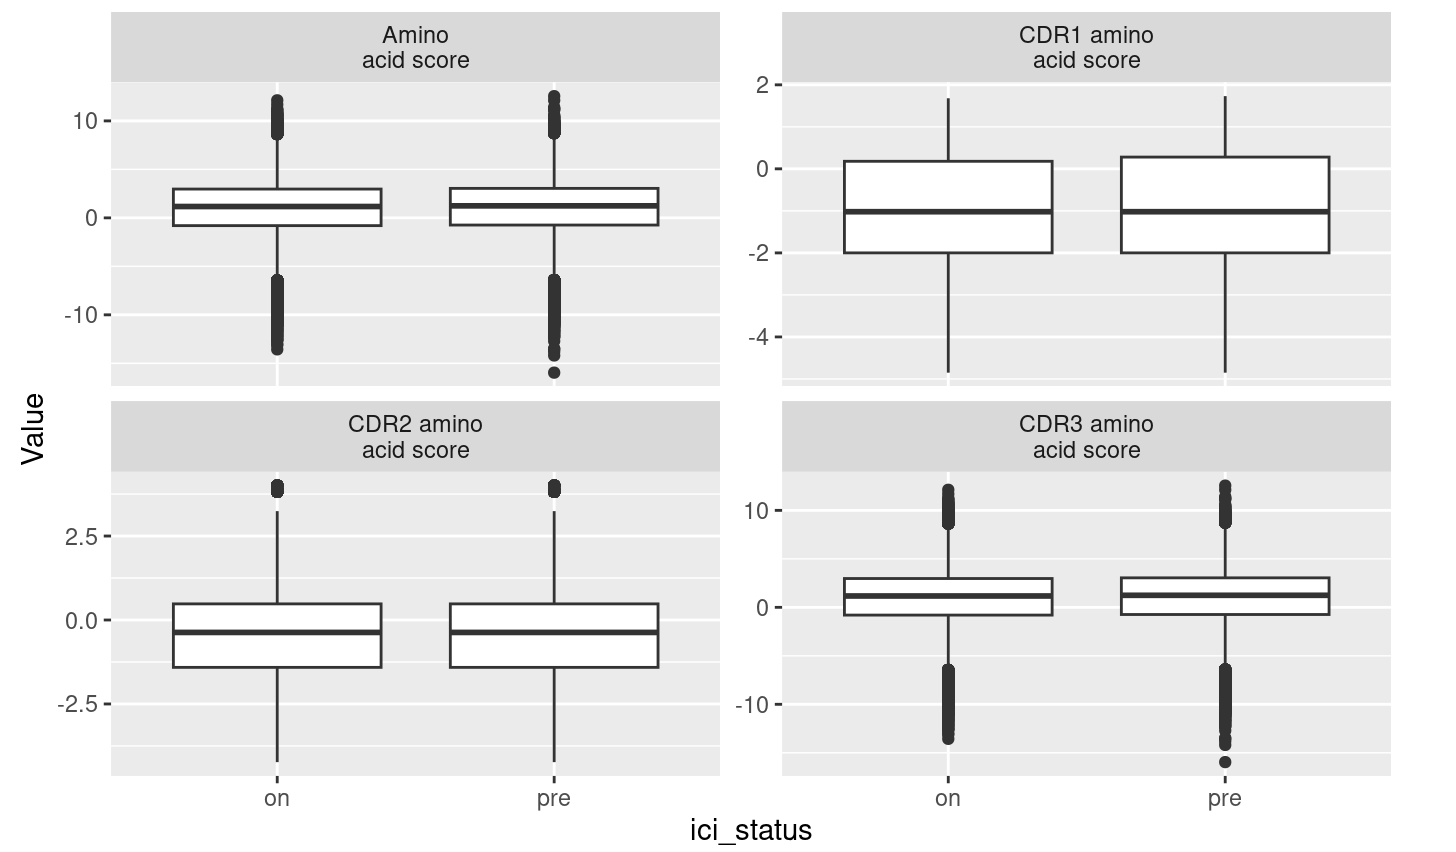 Amino
acid score
CDR1 amino
acid score
10
0
-10
2
0
-2
-4
Value
CDR2 amino
acid score
CDR3 amino
acid score
2.5
0.0
-2.5
10
0
-10
on
pre
on
pre
ici_status